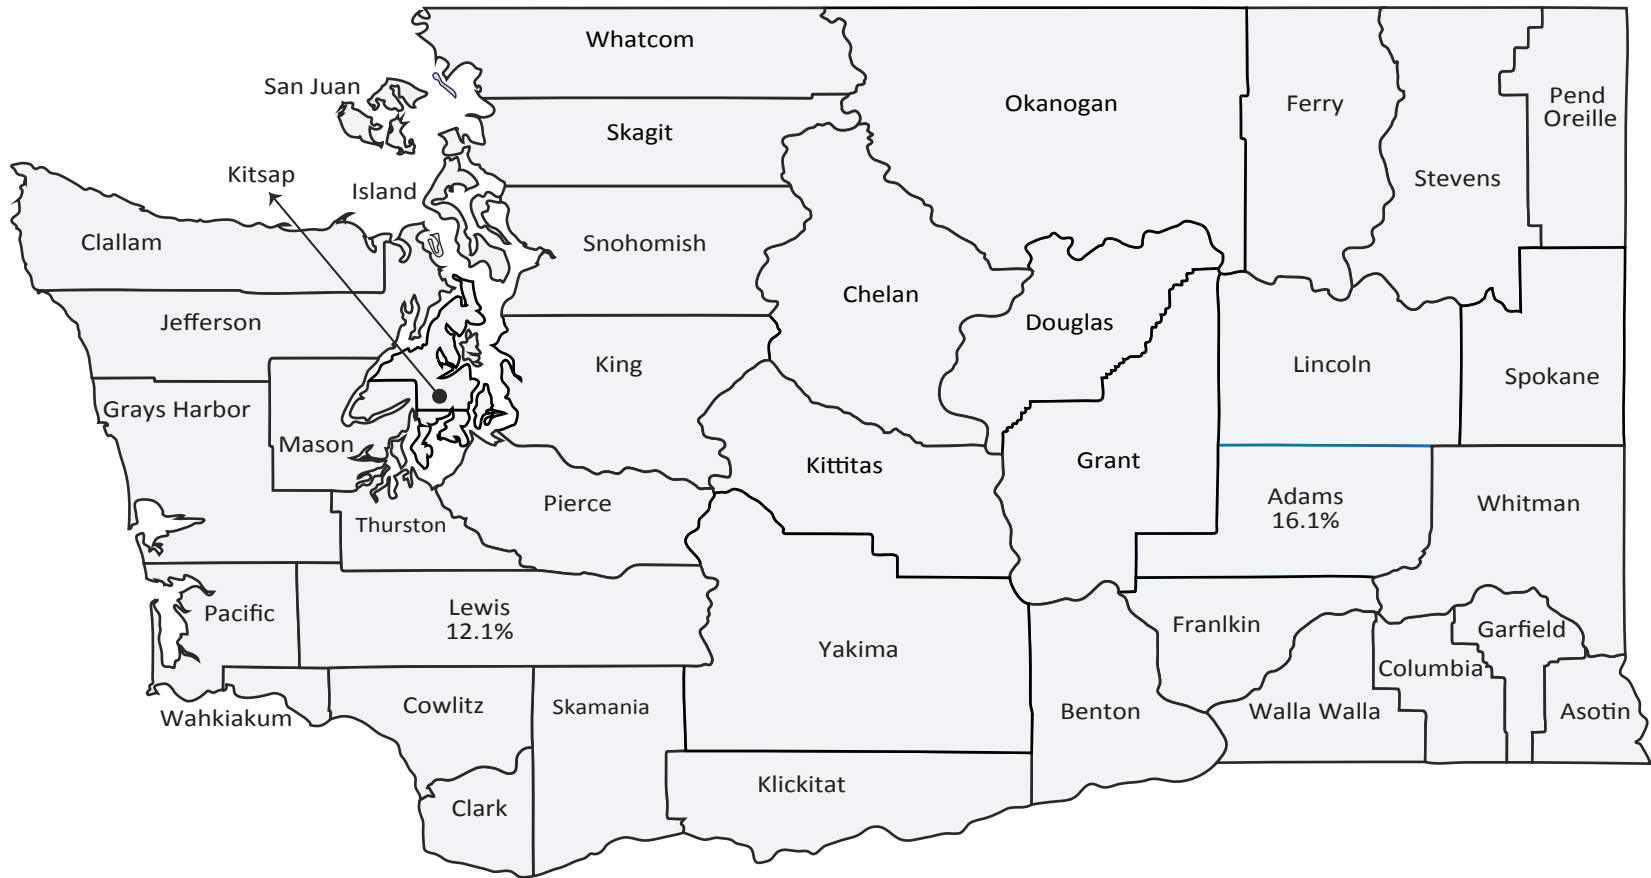 Whatcom
San Juan
Okanogan
Ferry
Pend
Oreille
Skagit
Kitsap
Island
Stevens
Clallam
Snohomish
Chelan
Jefferson
Douglas
King
Lincoln
Spokane
Grays Harbor
Mason
Kittitas
Grant
Pierce
Adams
16.1%
Whitman
Thurston
Pacific
Lewis
12.1%
Yakima
Franlkin
Garfield
Columbia
Wahkiakum
Cowlitz
Skamania
Benton
Walla Walla
Asotin
Klickitat
Clark